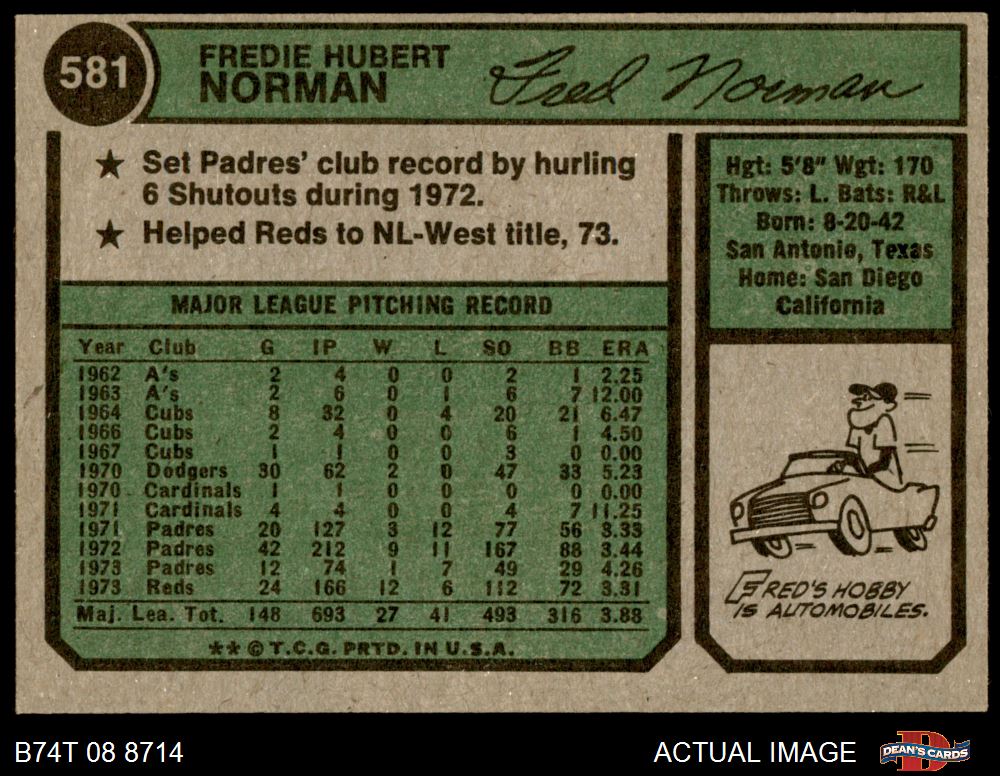 581
FREDIE HUBERT
NORMAN
Fred Norman
★ Set Padres' club record by hurling
6 Shutouts during 1972.
★ Helped Reds to NL-West title, 73.
Hgt: 5'8" Wgt: 170
Throws: L. Bats: R&L
Born: 8-20-42
San Antonio, Texas
Home: San Diego
California
MAJOR LEAGUE PITCHING RECORD
Year Club G IP W L SO BB ERA
1962 A's 2 4 0 0 2 1 2.25
1963 A's 2 6 0 1 6 7 12.00
1964 Cubs 8 32 0 4 20 21 6.47
1966 Cubs 2 4 0 0 6 1 4.50
1967 Cubs 1 1 0 0 3 0 0.00
1970 Dodgers 30 62 2 0 47 33 5.23
1970 Cardinals 1 1 0 0 0 0 0.00
1971 Cardinals 4 4 0 0 4 7 11.25
1971 Padres 20 127 3 12 77 56 3.33
1972 Padres 42 212 9 11 167 88 3.44
1973 Padres 12 74 1 7 49 29 4.26
1973 Reds 24 166 12 6 112 72 3.31
Maj. Lea. Tot. 148 693 27 41 493 316 3.88
** © T.C.G. PRTD. IN U.S.A.
FRED'S HOBBY
IS AUTOMOBILES.
B74T 08 8714
ACTUAL IMAGE
DEAN'S CARDS